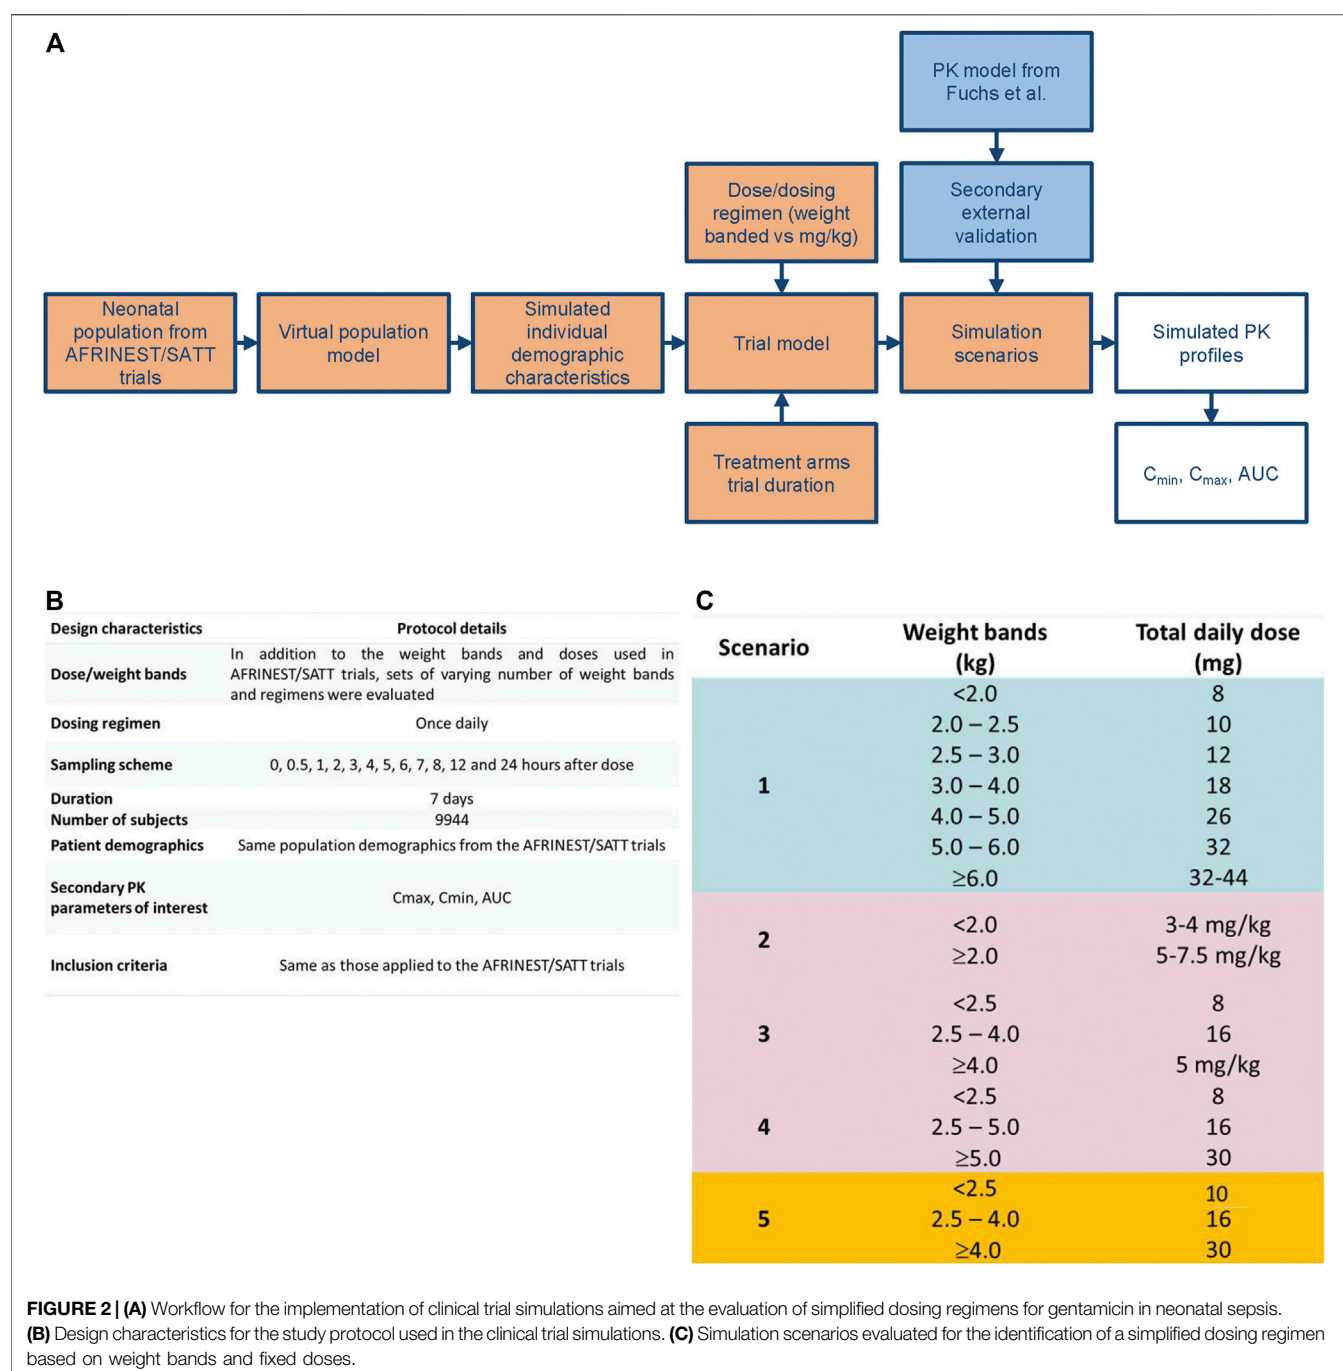 A
PK model from
Fuchs et al.
Dose/dosing
regimen (weight
banded vs mg/kg)
Secondary
external
validation
Neonatal
population from
AFRINEST/SATT
trials
Virtual population
model
Simulated
individual
demographic
characteristics
Trial model
Simulation
scenarios
Simulated PK
profiles
Treatment arms
trial duration
Cmin, Cmax, AUC
B
Design characteristics Protocol details
Dose/weight bands
In addition to the weight bands and doses used in
AFRINEST/SATT trials, sets of varying number of weight bands
and regimens were evaluated
Dosing regimen Once daily
Sampling scheme 0, 0.5, 1, 2, 3, 4, 5, 6, 7, 8, 12 and 24 hours after dose
Duration 7 days
Number of subjects 9944
Patient demographics Same population demographics from the AFRINEST/SATT trials
Secondary PK
parameters of interest
Cmax, Cmin, AUC
Inclusion criteria Same as those applied to the AFRINEST/SATT trials
C
Scenario
Weight bands
(kg)
Total daily dose
(mg)
1
<2.0 8
2.0 – 2.5 10
2.5 – 3.0 12
3.0 – 4.0 18
4.0 – 5.0 26
5.0 – 6.0 32
≥6.0 32-44
2
<2.0 3-4 mg/kg
≥2.0 5-7.5 mg/kg
3
<2.5 8
2.5 – 4.0 16
≥4.0 5 mg/kg
4
<2.5 8
2.5 – 5.0 16
≥5.0 30
5
<2.5 10
2.5 – 4.0 16
≥4.0 30
FIGURE 2 | (A) Workflow for the implementation of clinical trial simulations aimed at the evaluation of simplified dosing regimens for gentamicin in neonatal sepsis.
(B) Design characteristics for the study protocol used in the clinical trial simulations. (C) Simulation scenarios evaluated for the identification of a simplified dosing regimen
based on weight bands and fixed doses.